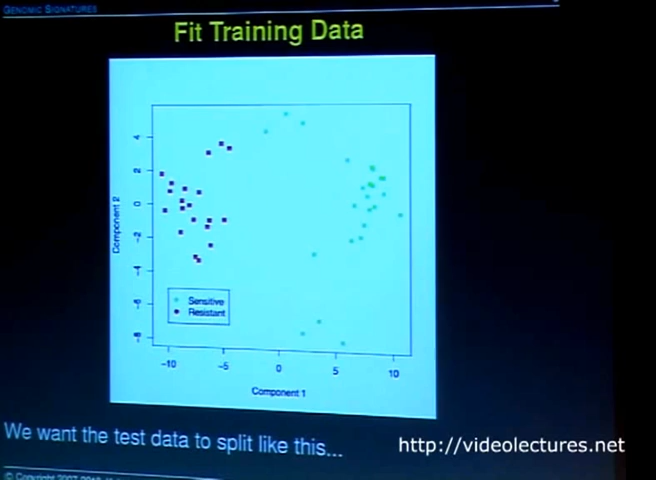 GENOMIC SIGNATURES
Fit Training Data
Component 2
4
2
0
-2
-4
-6
-8
Sensitive
Resistant
-10
-5
0
5
10
Component 1
We want the test data to split like this...
http://videolectures.net
© Copyright